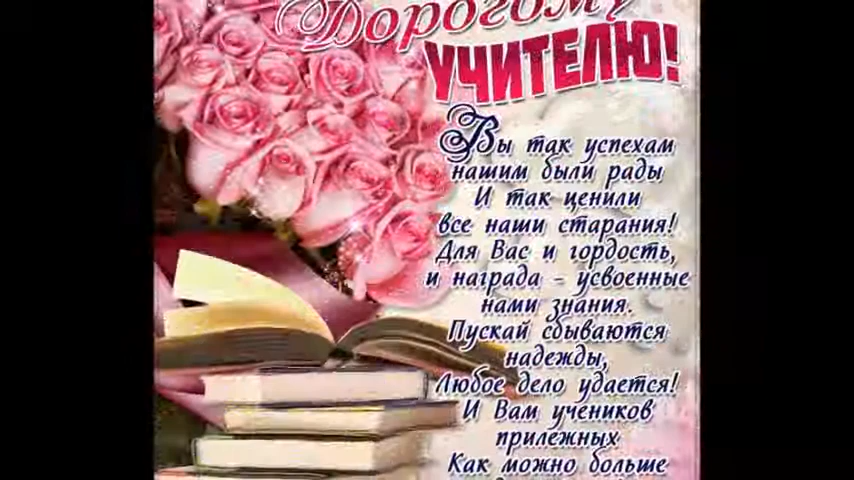 Дорогому
УЧИТЕЛЮ!
Вы так успехам
нашим были рады
И так ценили
все наши старания!
Для Вас и гордость,
и награда - усвоенные
нами знания.
Пускай сбываются
надежды,
Любое дело удается!
И Вам учеников
прилежных
Как можно больше